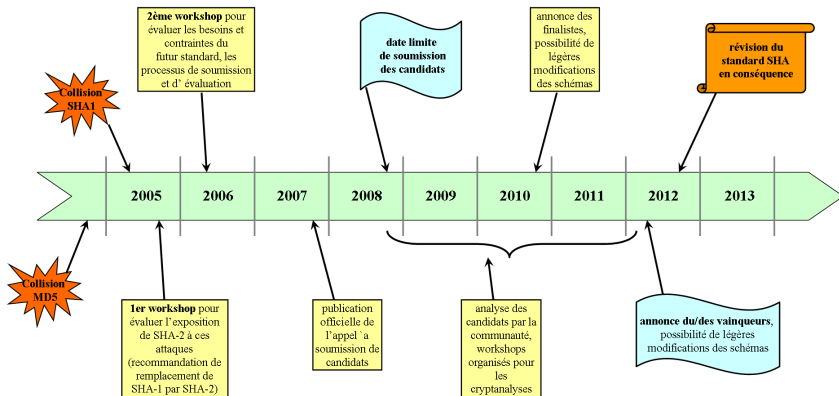 2ème workshop pour
évaluer les besoins et
contraintes du
futur standard, les
processus de soumission
et d' évaluation
date limite
de soumission
des candidats
annonce des
finalistes,
possibilité de
légères
modifications
des schémas
révision du
standard SHA
en conséquence
Collision
SHA1
2005
2006
2007
2008
2009
2010
2011
2012
2013
Collision
MD5
1er workshop pour
évaluer l'exposition
de SHA-2 à ces
attaques
(recommandation de
remplacement de
SHA-1 par SHA-2)
publication
officielle de
l'appel `a
soumission de
candidats
analyse des
candidats par la
communauté,
workshops
organisés pour
les
cryptanalyses
annonce du/des vainqueurs,
possibilité de légères
modifications des schémas